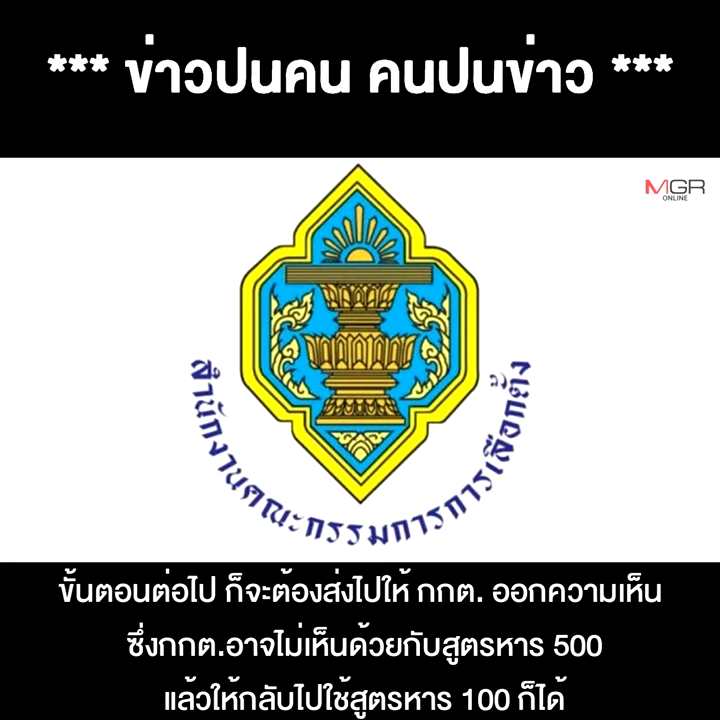 *** ข่าวปนคน คนปนข่าว ***
MGR
ONLINE
สำนักงานคณะกรรมการการเลือกตั้ง
ขั้นตอนต่อไป ก็จะต้องส่งไปให้ กกต. ออกความเห็น
ซึ่งกกต.อาจไม่เห็นด้วยกับสูตรหาร 500
แล้วให้กลับไปใช้สูตรหาร 100 ก็ได้